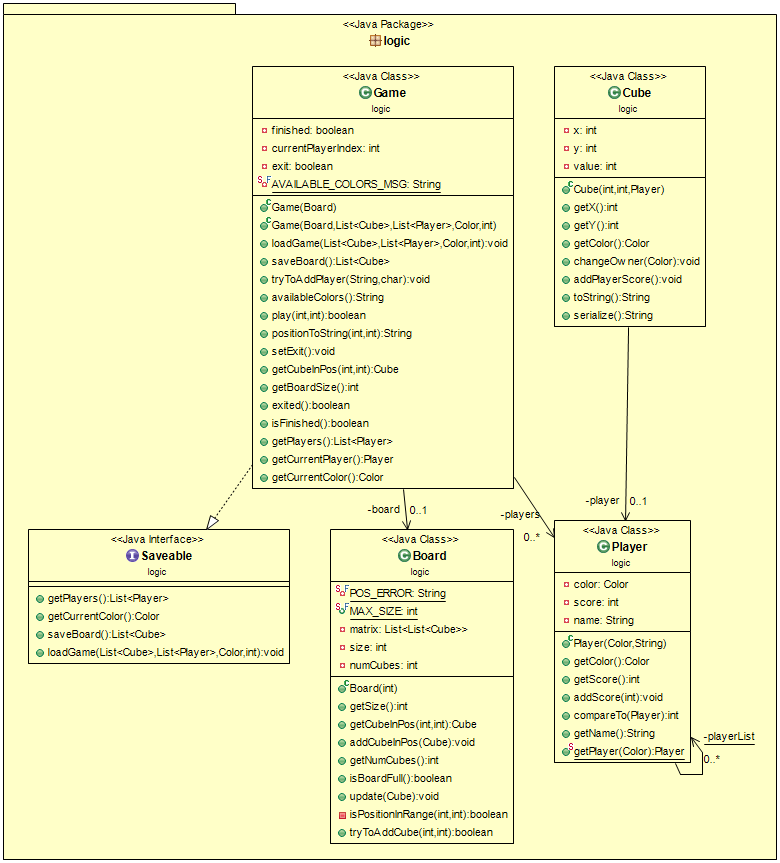 <<Java Package>>
logic
<<Java Class>>
Game
logic
finished: boolean
currentPlayerIndex: int
exit: boolean
S F AVAILABLE_COLORS_MSG: String
C Game(Board)
C Game(Board,List<Cube>,List<Player>,Color,int)
loadGame(List<Cube>,List<Player>,Color,int):void
saveBoard():List<Cube>
tryToAddPlayer(String,char):void
availableColors():String
play(int,int):boolean
positionToString(int,int):String
setExit():void
getCubeInPos(int,int):Cube
getBoardSize():int
exited():boolean
isFinished():boolean
getPlayers():List<Player>
getCurrentPlayer():Player
getCurrentColor():Color
<<Java Class>>
Cube
logic
x: int
y: int
value: int
C Cube(int,int,Player)
getX():int
getY():int
getColor():Color
changeOwner(Color):void
addPlayerScore():void
toString():String
serialize():String
-board
0..1
-players
0..*
-player
0..1
<<Java Interface>>
Saveable
logic
getPlayers():List<Player>
getCurrentColor():Color
saveBoard():List<Cube>
loadGame(List<Cube>,List<Player>,Color,int):void
<<Java Class>>
Board
logic
S F POS_ERROR: String
S F MAX_SIZE: int
matrix: List<List<Cube>>
size: int
numCubes: int
C Board(int)
getSize():int
getCubeInPos(int,int):Cube
addCubeInPos(Cube):void
getNumCubes():int
isBoardFull():boolean
update(Cube):void
isPositionInRange(int,int):boolean
tryToAddCube(int,int):boolean
<<Java Class>>
Player
logic
color: Color
score: int
name: String
C Player(Color,String)
getColor():Color
getScore():int
addScore(int):void
compareTo(Player):int
getName():String
S getPlayer(Color):Player
-playerList
0..*